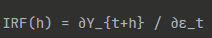 IRF(h) = ∂Y_{t+h} / ∂ε_t